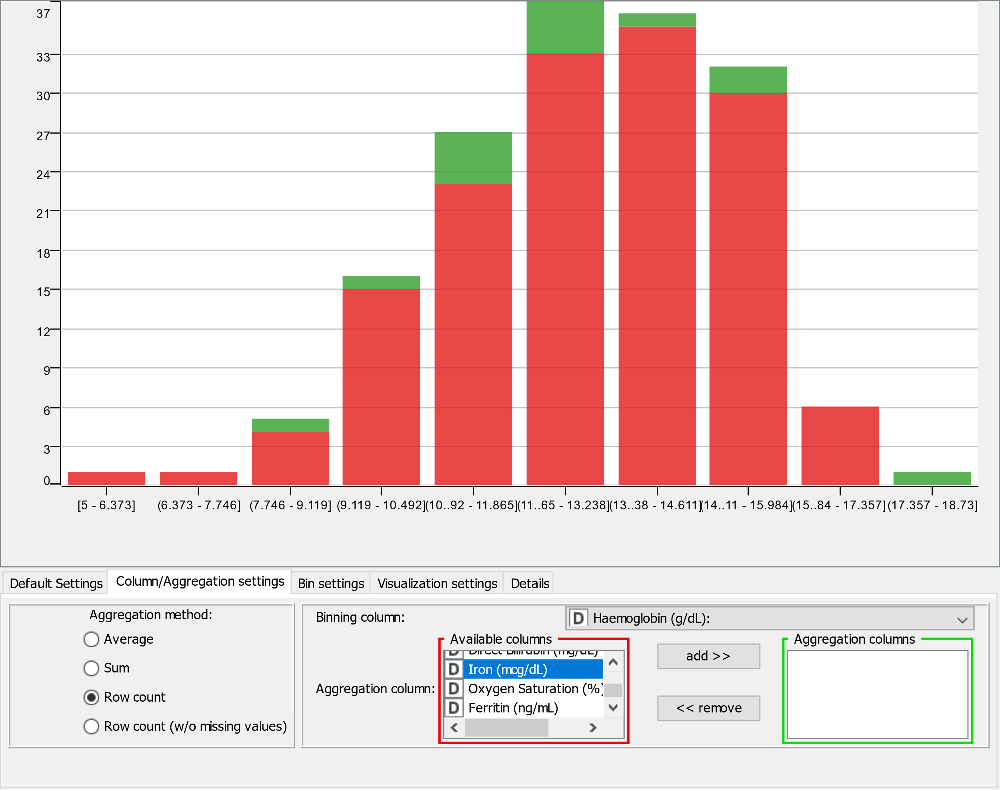 37
33
30
27
24
21
18
15
12
9
6
3
0
[5 - 6.373] (6.373 - 7.746] (7.746 - 9.119] (9.119 - 10.492] (10..92 - 11.865] (11..65 - 13.238] (13..38 - 14.611] (14..11 - 15.984] (15..84 - 17.357] (17.357 - 18.73]
Default Settings Column/Aggregation settings Bin settings Visualization settings Details
Aggregation method:
Average
Sum
Row count
Row count (w/o missing values)
Binning column:
D Haemoglobin (g/dL):
Aggregation column:
Available columns
D Direct Bilirubin (mg/dL)
D Iron (mcg/dL)
D Oxygen Saturation (%)
D Ferritin (ng/mL)
add >>
<< remove
Aggregation columns